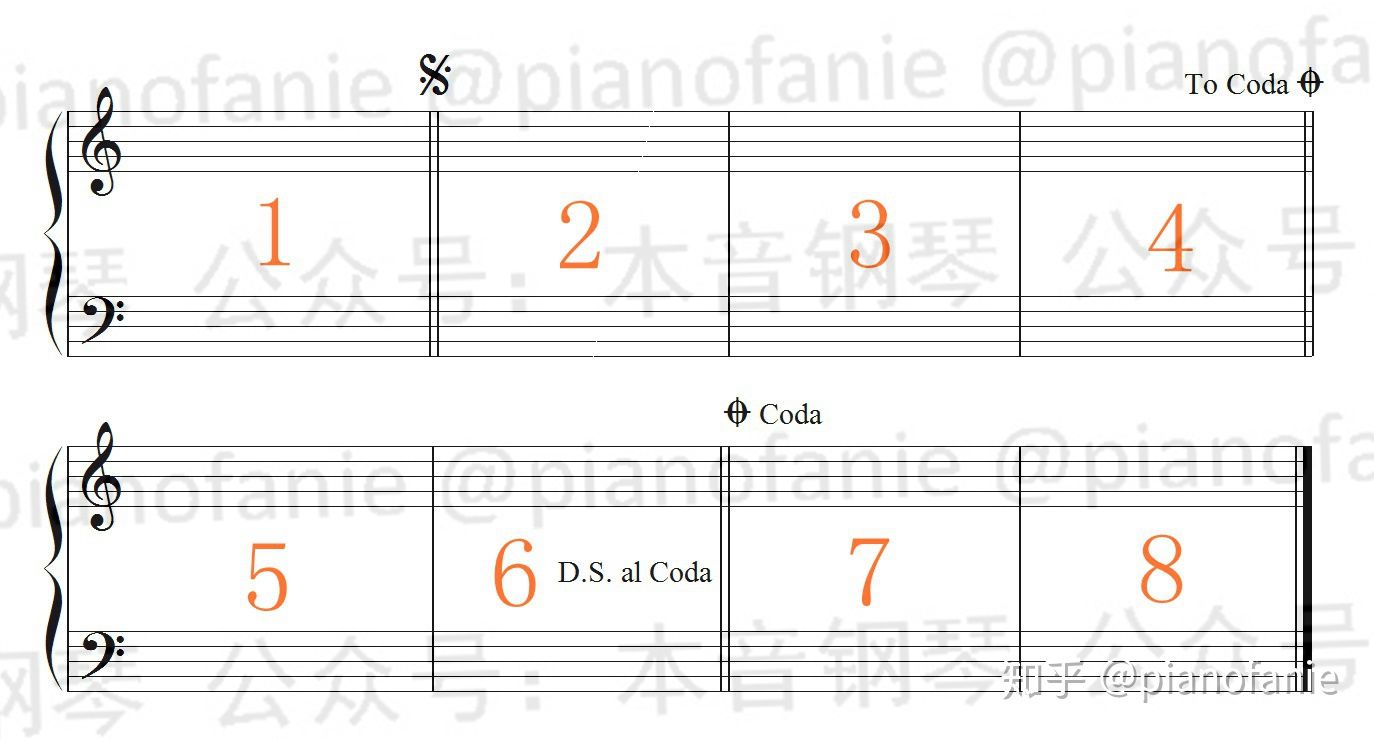 @pianofanie @pianofanie
To Coda
1 2 3 4
钢琴 公众号：本音钢琴 公众号
Coda
pianofanie @pianofanie @pianofa
5 6 D.S. al Coda 7 8
钢琴 公众号：本音钢琴 公众号
知乎 @pianofanie